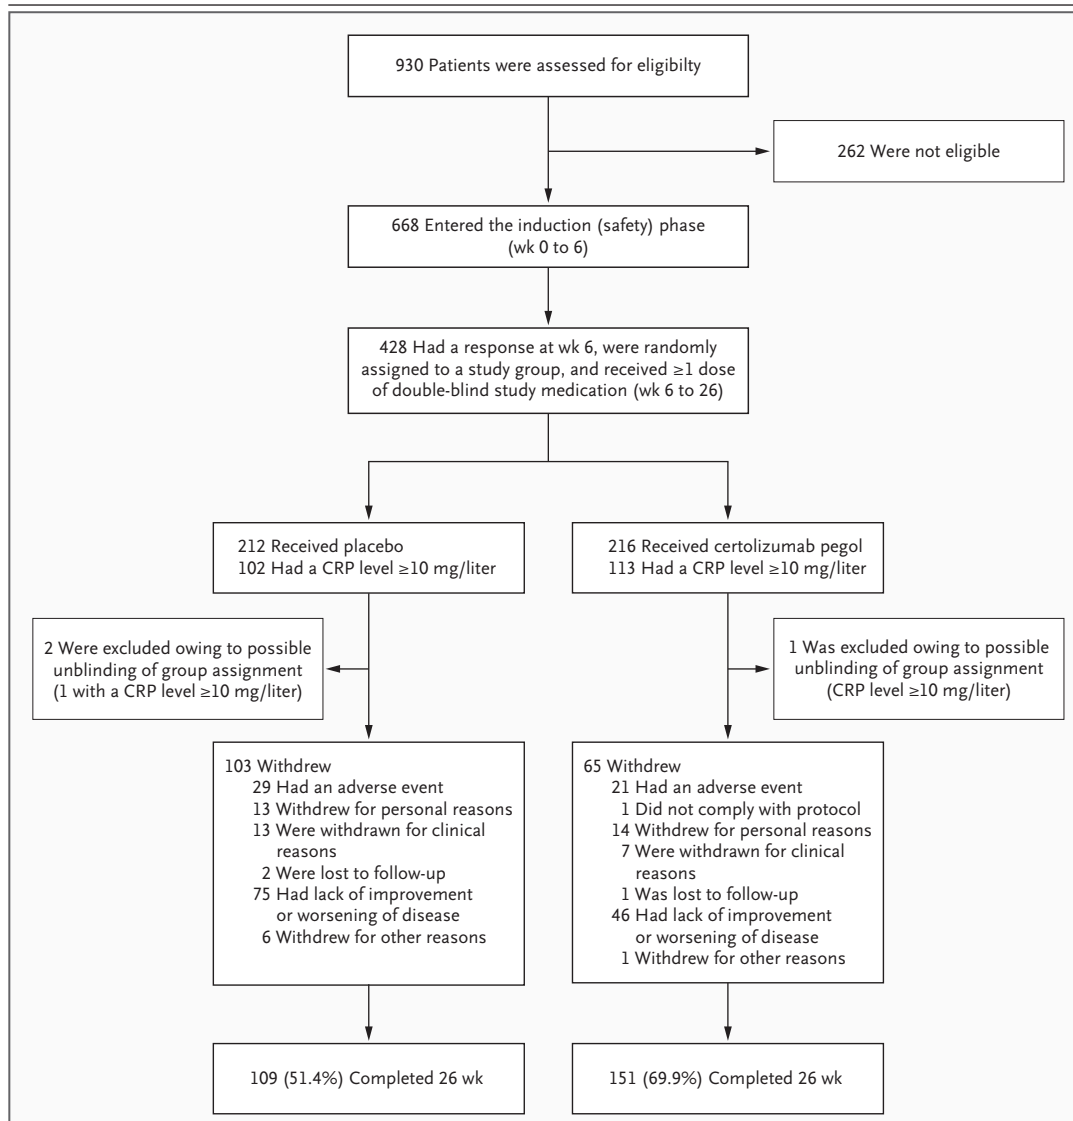 930 Patients were assessed for eligibilty
262 Were not eligible
668 Entered the induction (safety) phase
(wk 0 to 6)
428 Had a response at wk 6, were randomly
assigned to a study group, and received ≥1 dose
of double-blind study medication (wk 6 to 26)
212 Received placebo
102 Had a CRP level ≥10 mg/liter
216 Received certolizumab pegol
113 Had a CRP level ≥10 mg/liter
2 Were excluded owing to possible
unblinding of group assignment
(1 with a CRP level ≥10 mg/liter)
1 Was excluded owing to possible
unblinding of group assignment
(CRP level ≥10 mg/liter)
103 Withdrew
29 Had an adverse event
13 Withdrew for personal reasons
13 Were withdrawn for clinical
reasons
2 Were lost to follow-up
75 Had lack of improvement
or worsening of disease
6 Withdrew for other reasons
65 Withdrew
21 Had an adverse event
1 Did not comply with protocol
14 Withdrew for personal reasons
7 Were withdrawn for clinical
reasons
1 Was lost to follow-up
46 Had lack of improvement
or worsening of disease
1 Withdrew for other reasons
109 (51.4%) Completed 26 wk
151 (69.9%) Completed 26 wk